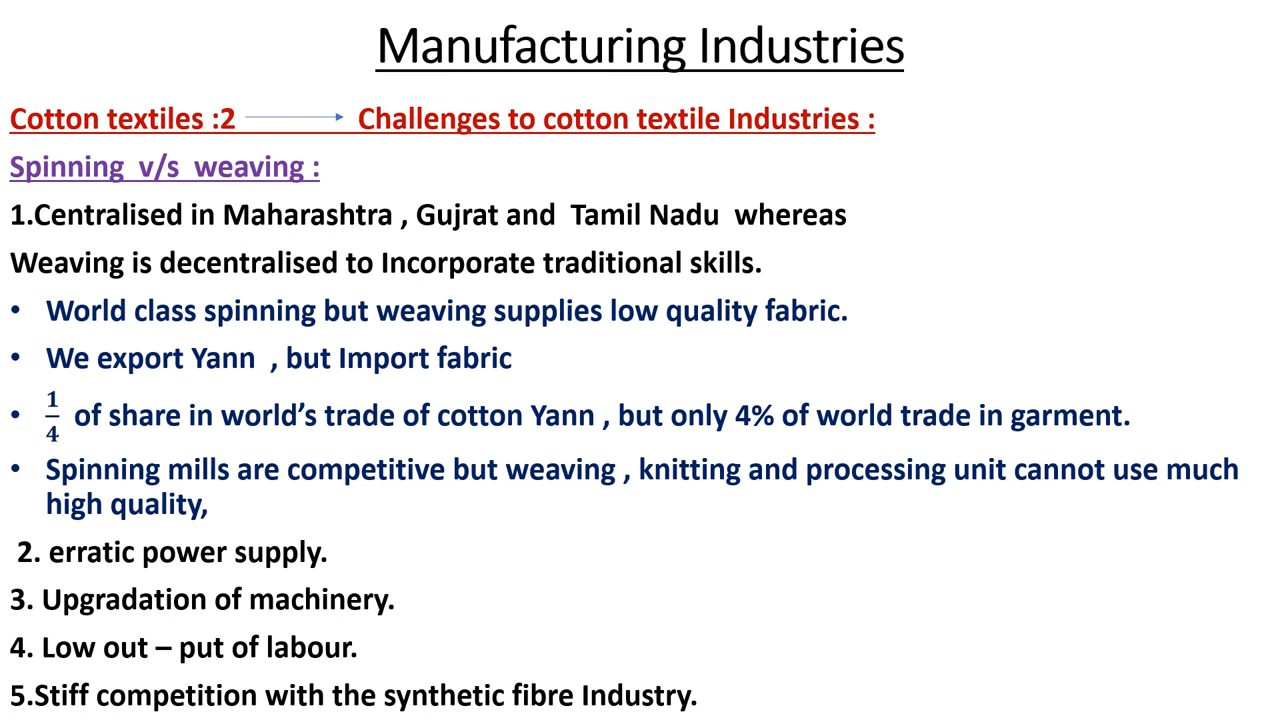 Manufacturing Industries
Cotton textiles :2 → Challenges to cotton textile Industries :
Spinning v/s weaving :
1.Centralised in Maharashtra , Gujrat and Tamil Nadu whereas
Weaving is decentralised to Incorporate traditional skills.
• World class spinning but weaving supplies low quality fabric.
• We export Yann , but Import fabric
• 1/4 of share in world’s trade of cotton Yann , but only 4% of world trade in garment.
• Spinning mills are competitive but weaving , knitting and processing unit cannot use much
high quality,
2. erratic power supply.
3. Upgradation of machinery.
4. Low out – put of labour.
5.Stiff competition with the synthetic fibre Industry.